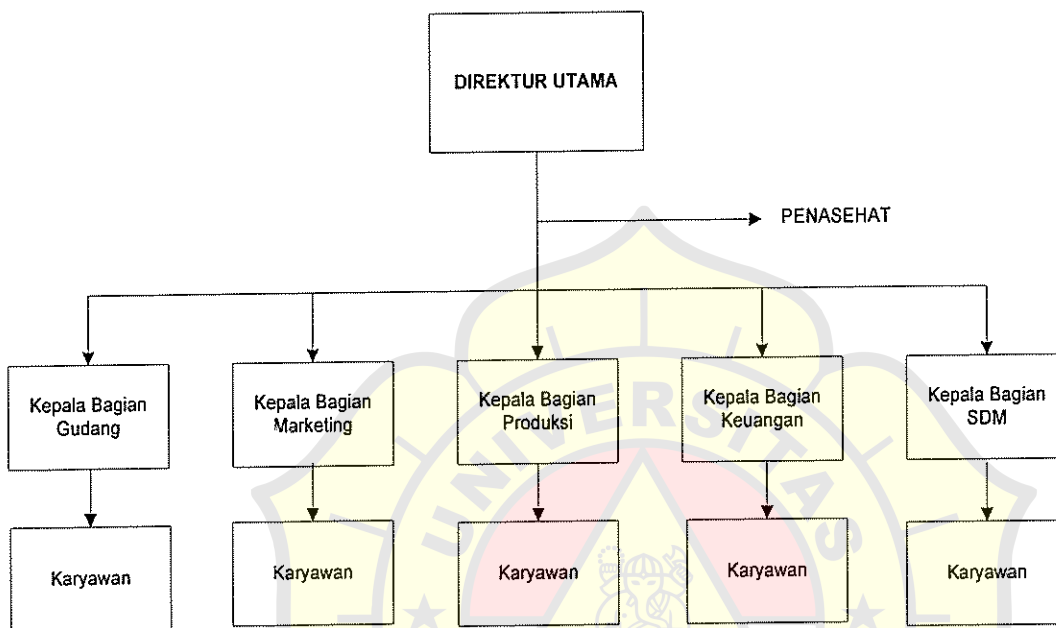 DIREKTUR UTAMA
PENASEHAT
Kepala Bagian
Gudang
Kepala Bagian
Marketing
Kepala Bagian
Produksi
Kepala Bagian
Keuangan
Kepala Bagian
SDM
Karyawan
Karyawan
Karyawan
Karyawan
Karyawan
UNIVERSITAS